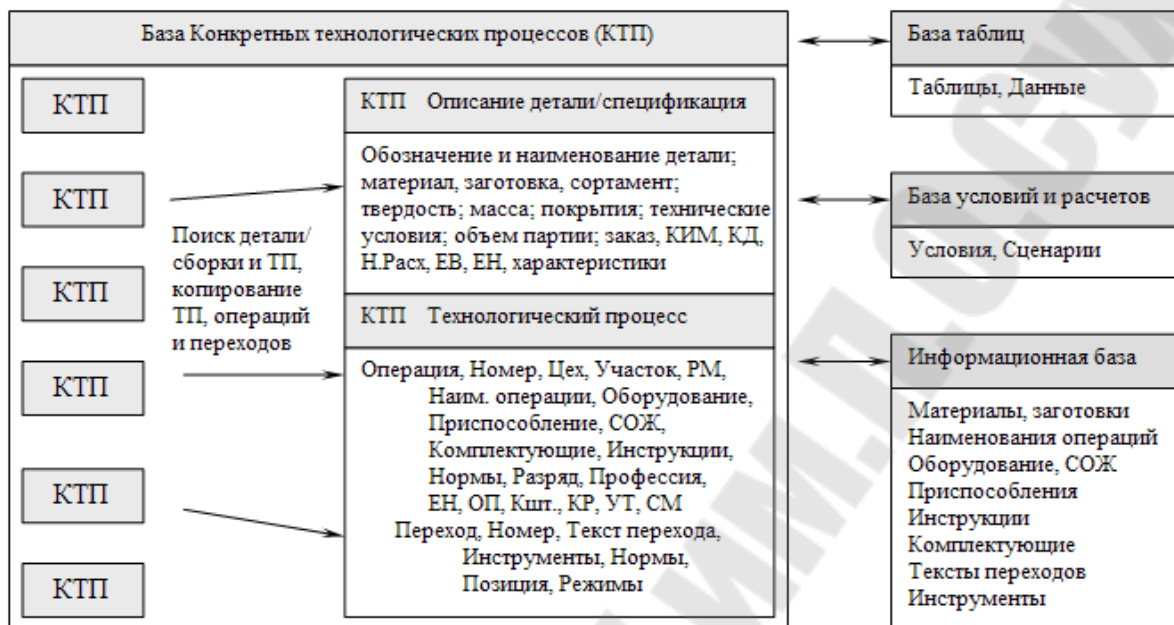 База Конкретных технологических процессов (КТП)
КТП
КТП
Поиск детали/
сборки и ТП,
копирование
ТП, операций
и переходов
КТП
КТП
КТП
КТП
КТП Описание детали/спецификация
Обозначение и наименование детали;
материал, заготовка, сортамент;
твердость; масса; покрытия; технические
условия; объем партии; заказ, КИМ, КД,
Н.Расх, ЕВ, ЕН, характеристики
КТП Технологический процесс
Операция, Номер, Цех, Участок, РМ,
Наим. операции, Оборудование,
Приспособление, СОЖ,
Комплектующие, Инструкции,
Нормы, Разряд, Профессия,
ЕН, ОП, Кшт., КР, УТ, СМ
Переход, Номер, Текст перехода,
Инструменты, Нормы,
Позиция, Режимы
База таблиц
Таблицы, Данные
База условий и расчетов
Условия, Сценарии
Информационная база
Материалы, заготовки
Наименования операций
Оборудование, СОЖ
Приспособления
Инструкции
Комплектующие
Тексты переходов
Инструменты